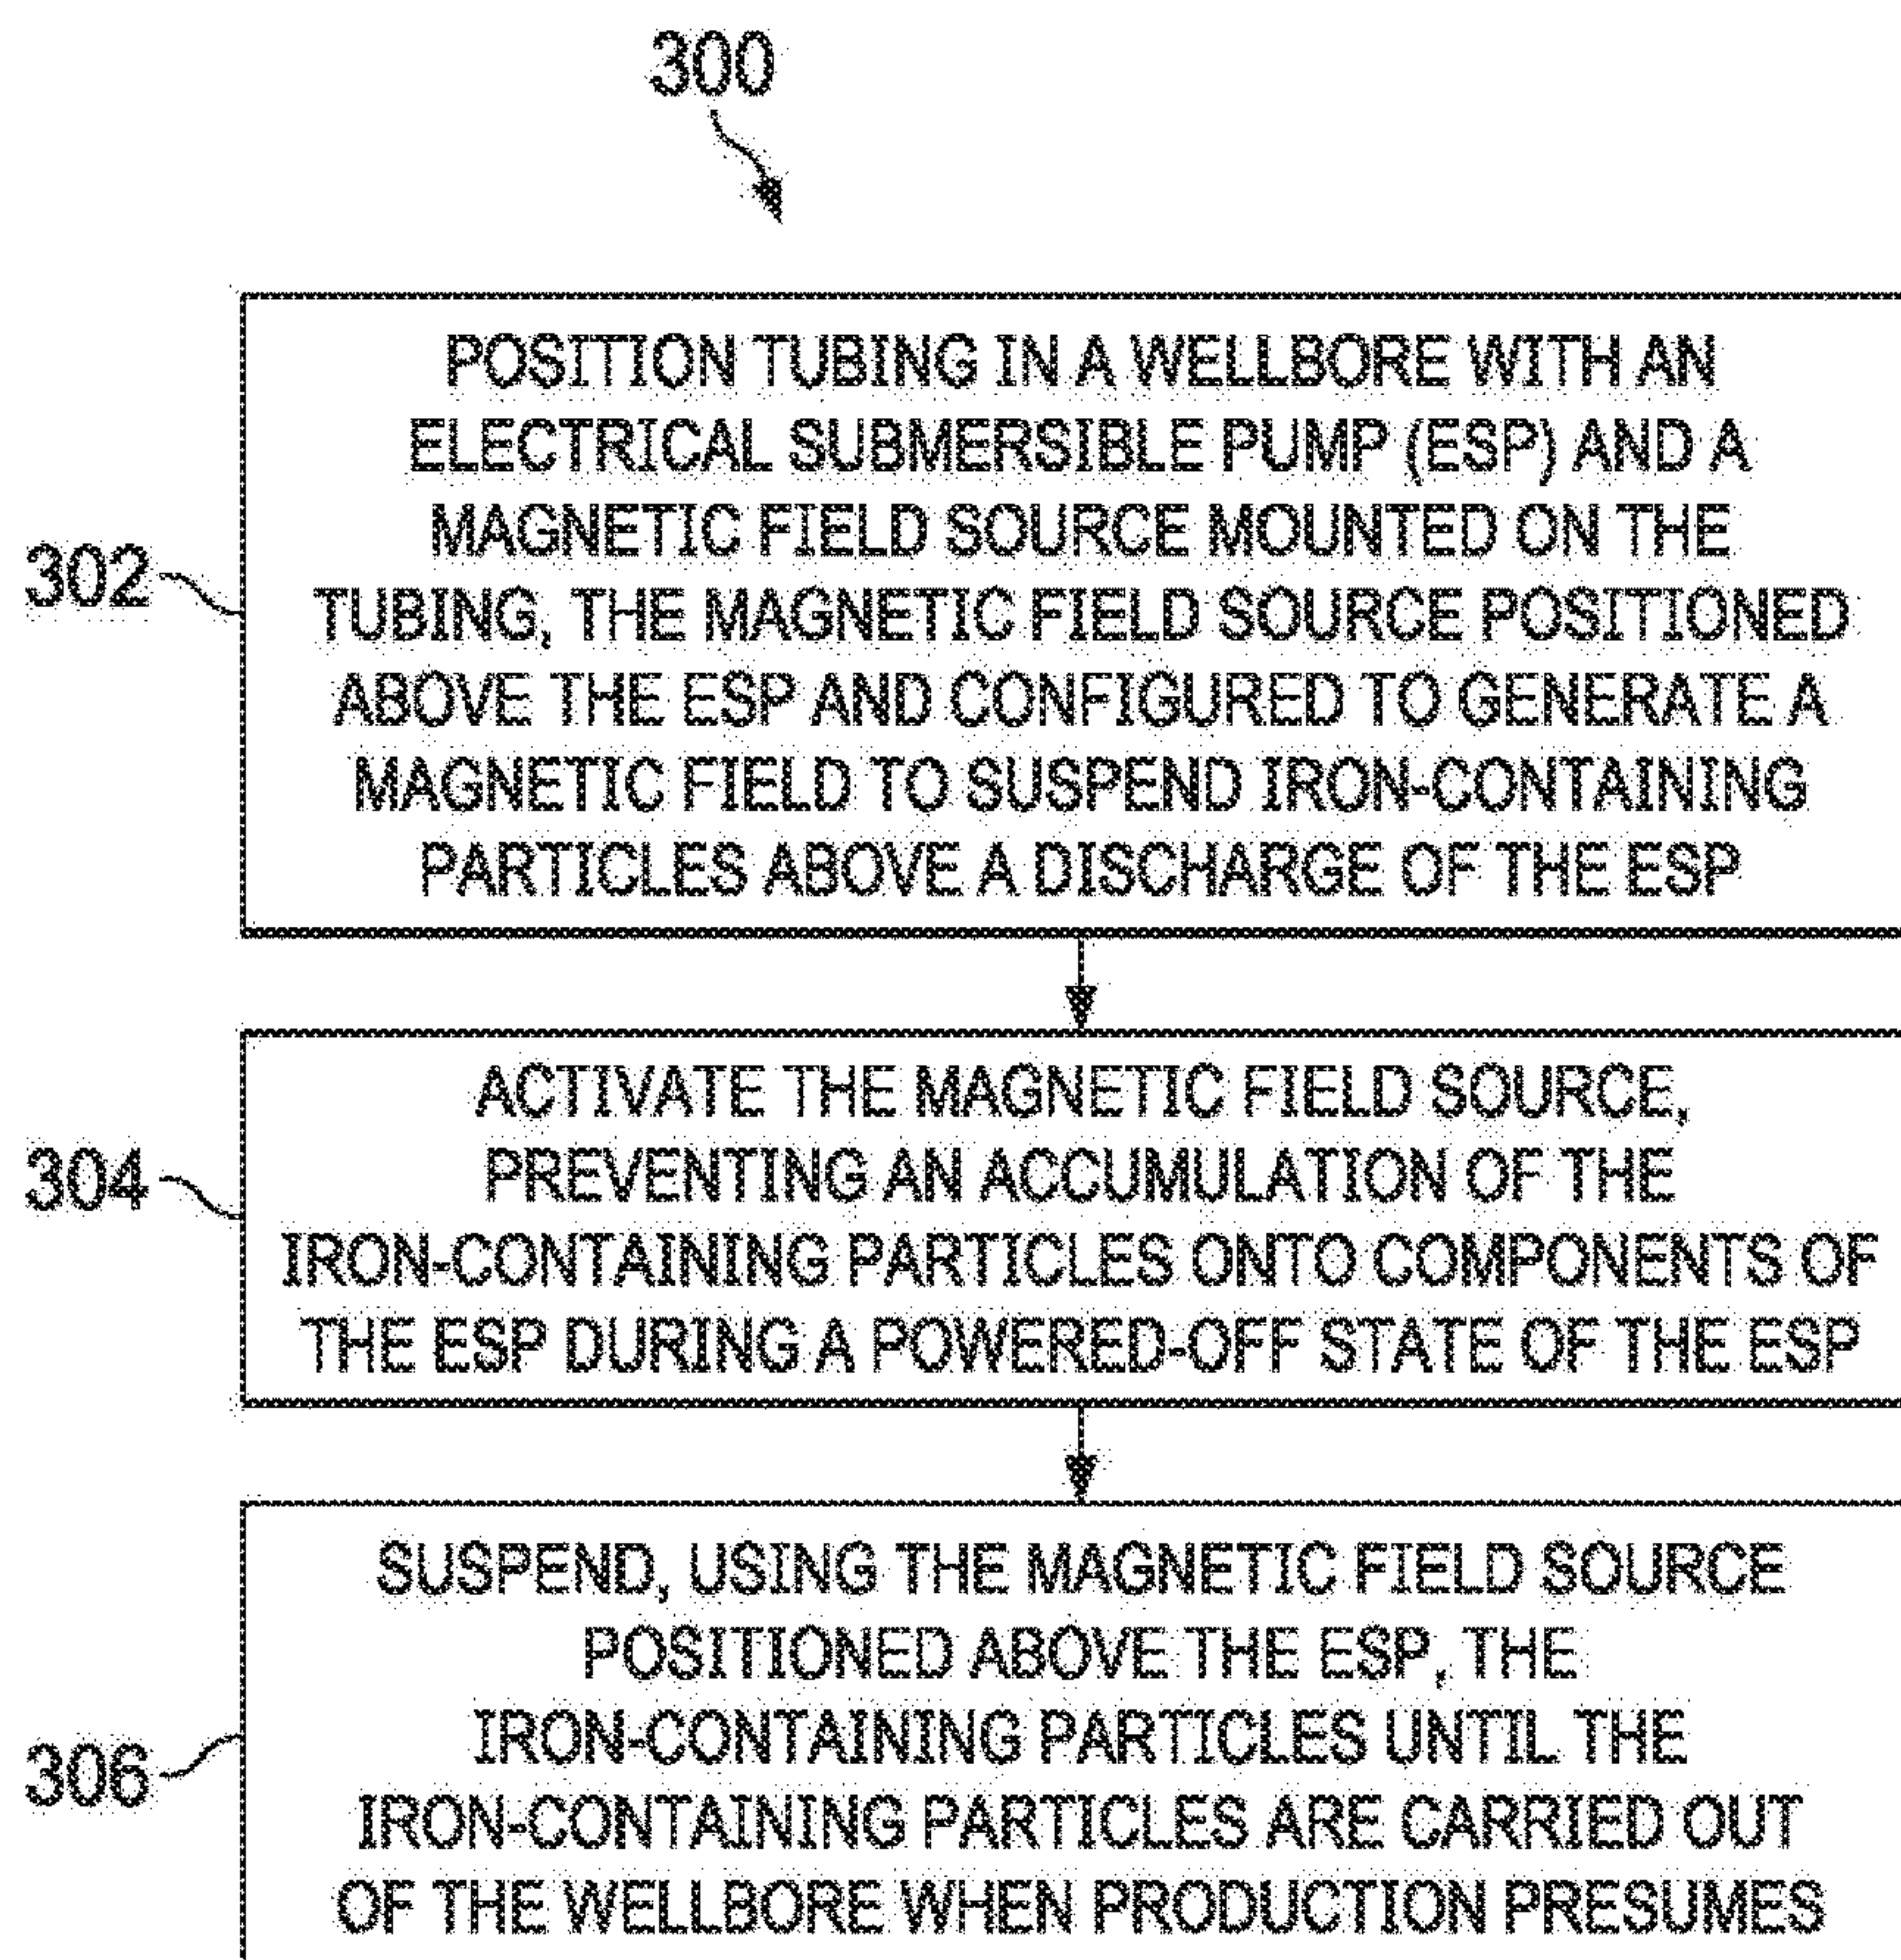 300
302
POSITION TUBING IN A WELLBORE WITH AN
ELECTRICAL SUBMERSIBLE PUMP (ESP) AND A
MAGNETIC FIELD SOURCE MOUNTED ON THE
TUBING, THE MAGNETIC FIELD SOURCE POSITIONED
ABOVE THE ESP AND CONFIGURED TO GENERATE A
MAGNETIC FIELD TO SUSPEND IRON-CONTAINING
PARTICLES ABOVE A DISCHARGE OF THE ESP
304
ACTIVATE THE MAGNETIC FIELD SOURCE,
PREVENTING AN ACCUMULATION OF THE
IRON-CONTAINING PARTICLES ONTO COMPONENTS OF
THE ESP DURING A POWERED-OFF STATE OF THE ESP
306
SUSPEND, USING THE MAGNETIC FIELD SOURCE
POSITIONED ABOVE THE ESP, THE
IRON-CONTAINING PARTICLES UNTIL THE
IRON-CONTAINING PARTICLES ARE CARRIED OUT
OF THE WELLBORE WHEN PRODUCTION PRESUMES